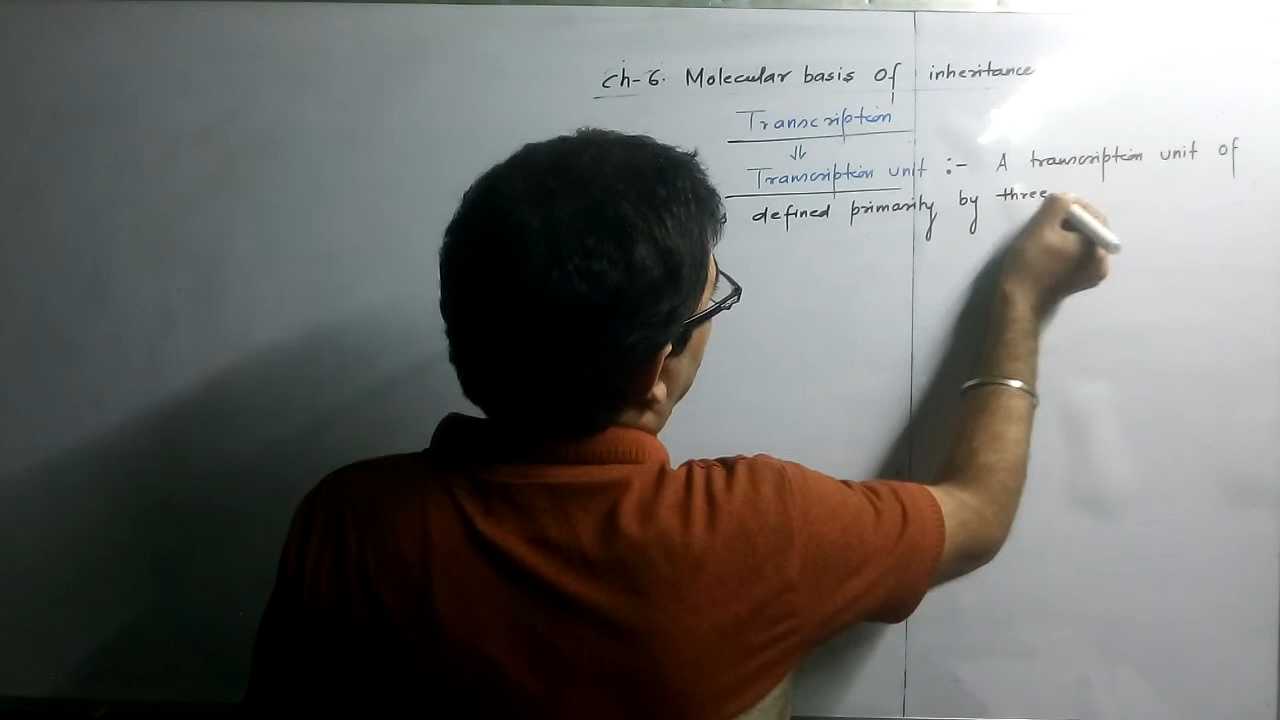 Ch-6. Molecular basis of inheritance
Transcription
⇓
Transcription unit :- A transcription unit of
defined primarily by three